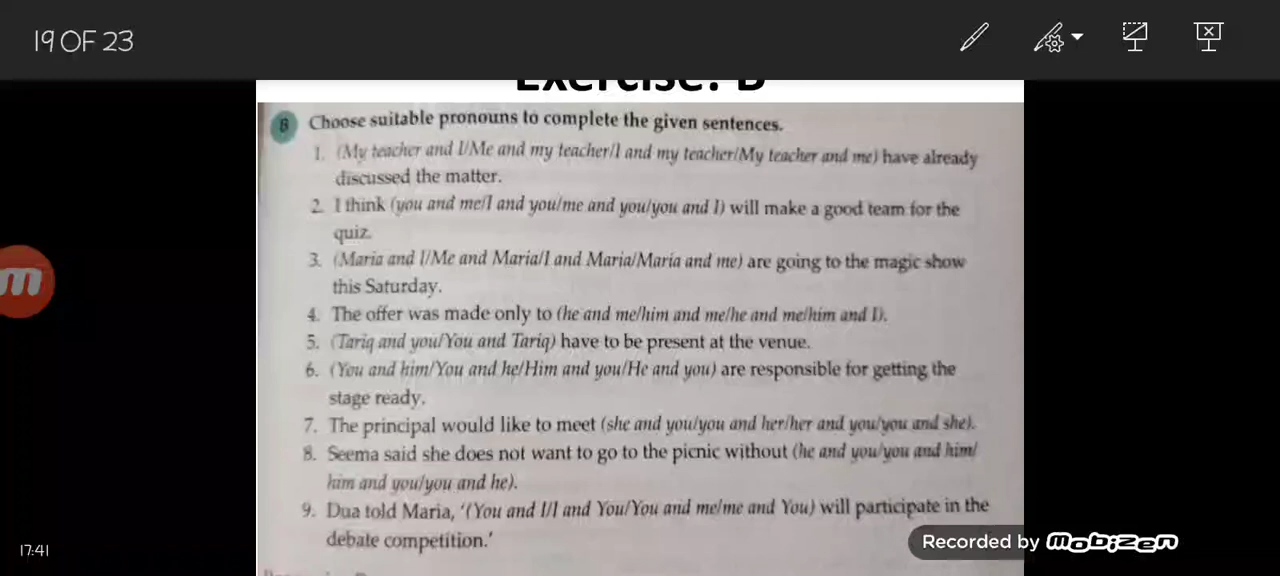 19 OF 23
Exercise: B
B Choose suitable pronouns to complete the given sentences.
1. (My teacher and I/Me and my teacher/I and my teacher/My teacher and me) have already
discussed the matter.
2. I think (you and me/I and you/me and you/you and I) will make a good team for the
quiz.
3. (Maria and I/Me and Maria/I and Maria/Maria and me) are going to the magic show
this Saturday.
4. The offer was made only to (he and me/him and me/he and me/him and I).
5. (Tariq and you/You and Tariq) have to be present at the venue.
6. (You and him/You and he/Him and you/He and you) are responsible for getting the
stage ready.
7. The principal would like to meet (she and you/you and her/her and you/you and she).
8. Seema said she does not want to go to the picnic without (he and you/you and him/
him and you/you and he).
9. Dua told Maria, '(You and I/I and You/You and me/me and You) will participate in the
debate competition.'
17:41
Recorded by mobizen